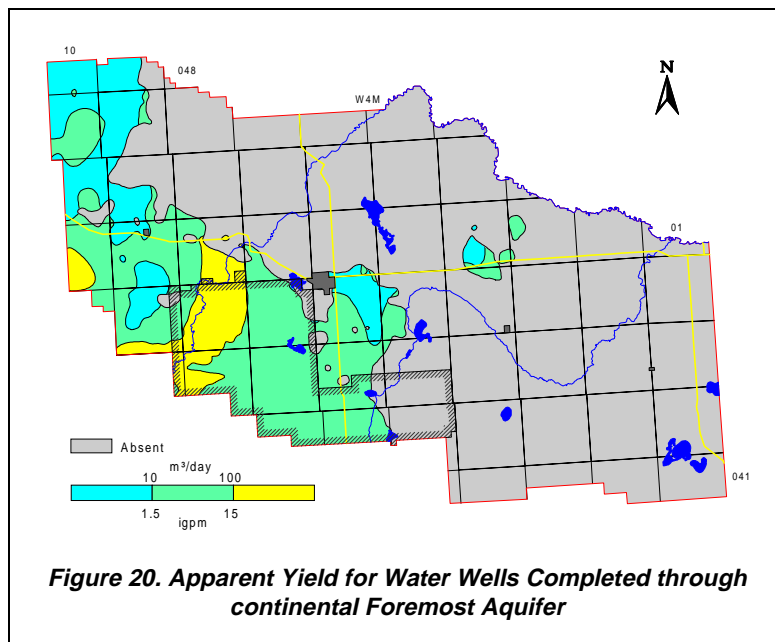 10
048
W4M
N
01
Absent
m³/day
10 100
1.5 15
igpm
041
Figure 20. Apparent Yield for Water Wells Completed through
continental Foremost Aquifer